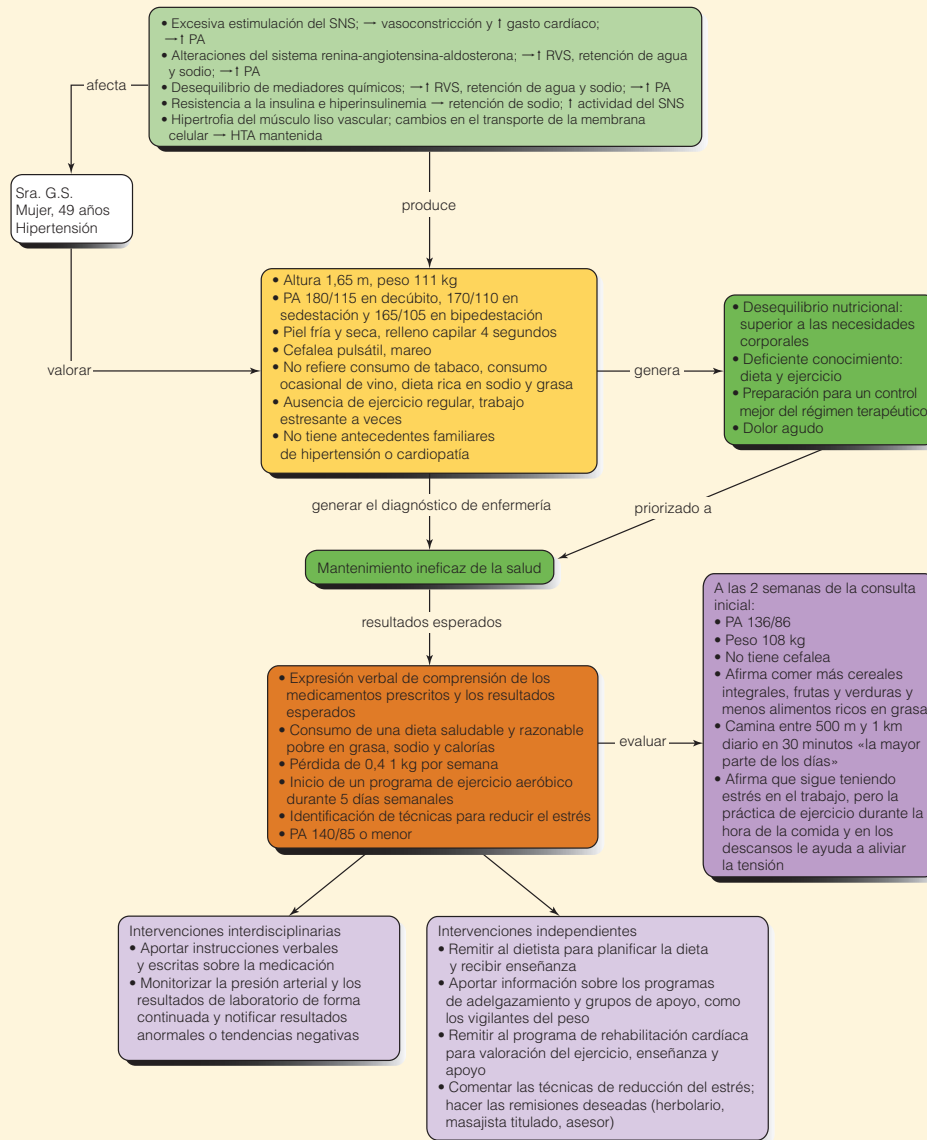 • Excesiva estimulación del SNS; → vasoconstricción y ↑ gasto cardíaco;
→↑ PA
• Alteraciones del sistema renina-angiotensina-aldosterona; →↑ RVS, retención de agua
y sodio; →↑ PA
• Desequilibrio de mediadores químicos; →↑ RVS, retención de agua y sodio; →↑ PA
• Resistencia a la insulina e hiperinsulinemia → retención de sodio; ↑ actividad del SNS
• Hipertrofia del músculo liso vascular; cambios en el transporte de la membrana
celular → HTA mantenida
afecta
Sra. G.S.
Mujer, 49 años
Hipertensión
produce
valorar
• Altura 1,65 m, peso 111 kg
• PA 180/115 en decúbito, 170/110 en
sedestación y 165/105 en bipedestación
• Piel fría y seca, relleno capilar 4 segundos
• Cefalea pulsátil, mareo
• No refiere consumo de tabaco, consumo
ocasional de vino, dieta rica en sodio y grasa
• Ausencia de ejercicio regular, trabajo
estresante a veces
• No tiene antecedentes familiares
de hipertensión o cardiopatía
genera
• Desequilibrio nutricional:
superior a las necesidades
corporales
• Deficiente conocimiento:
dieta y ejercicio
• Preparación para un control
mejor del régimen terapéutico
• Dolor agudo
generar el diagnóstico de enfermería
priorizado a
Mantenimiento ineficaz de la salud
resultados esperados
• Expresión verbal de comprensión de los
medicamentos prescritos y los resultados
esperados
• Consumo de una dieta saludable y razonable
pobre en grasa, sodio y calorías
• Pérdida de 0,4 1 kg por semana
• Inicio de un programa de ejercicio aeróbico
durante 5 días semanales
• Identificación de técnicas para reducir el estrés
• PA 140/85 o menor
evaluar
A las 2 semanas de la consulta
inicial:
• PA 136/86
• Peso 108 kg
• No tiene cefalea
• Afirma comer más cereales
integrales, frutas y verduras y
menos alimentos ricos en grasa
• Camina entre 500 m y 1 km
diario en 30 minutos «la mayor
parte de los días»
• Afirma que sigue teniendo
estrés en el trabajo, pero la
práctica de ejercicio durante la
hora de la comida y en los
descansos le ayuda a aliviar
la tensión
Intervenciones interdisciplinarias
• Aportar instrucciones verbales
y escritas sobre la medicación
• Monitorizar la presión arterial y los
resultados de laboratorio de forma
continuada y notificar resultados
anormales o tendencias negativas
Intervenciones independientes
• Remitir al dietista para planificar la dieta
y recibir enseñanza
• Aportar información sobre los programas
de adelgazamiento y grupos de apoyo, como
los vigilantes del peso
• Remitir al programa de rehabilitación cardíaca
para valoración del ejercicio, enseñanza y
apoyo
• Comentar las técnicas de reducción del estrés;
hacer las remisiones deseadas (herbolario,
masajista titulado, asesor)